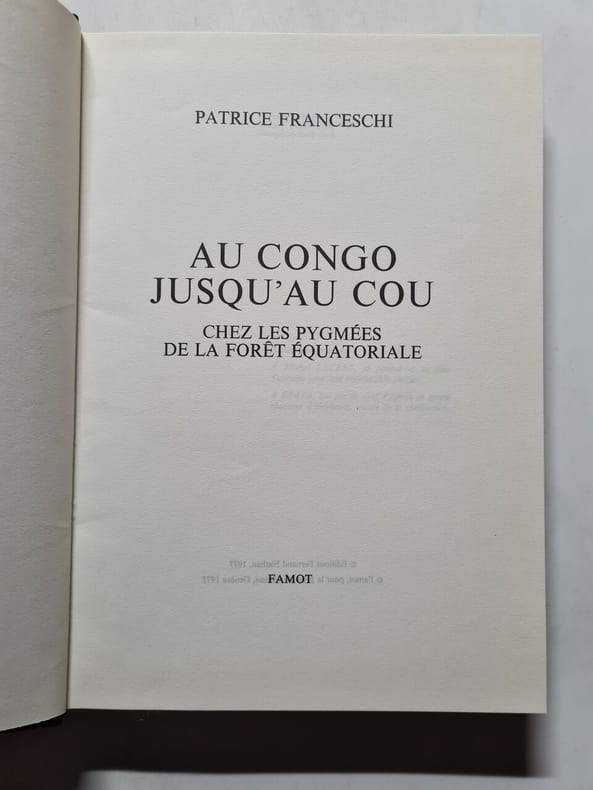 PATRICE FRANCESCHI
AU CONGO
JUSQU'AU COU
CHEZ LES PYGMÉES
DE LA FORÊT ÉQUATORIALE
FAMOT